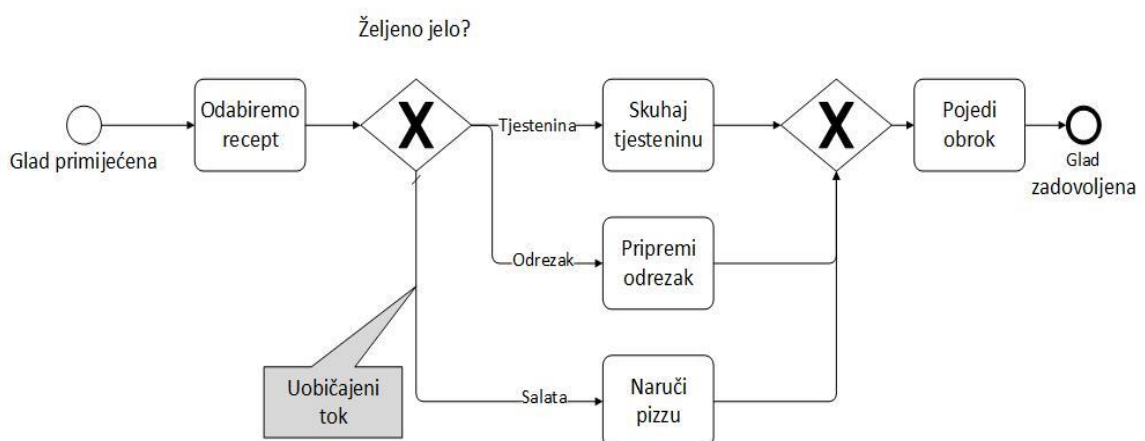 Željeno jelo?
Glad primijećena
Odabiremo
recept
X
Tjestenina
Skuhaj
tjesteninu
X
Pojedi
obrok
Glad
zadovoljena
Odrezak
Pripremi
odrezak
Uobičajeni
tok
Salata
Naruči
pizzu